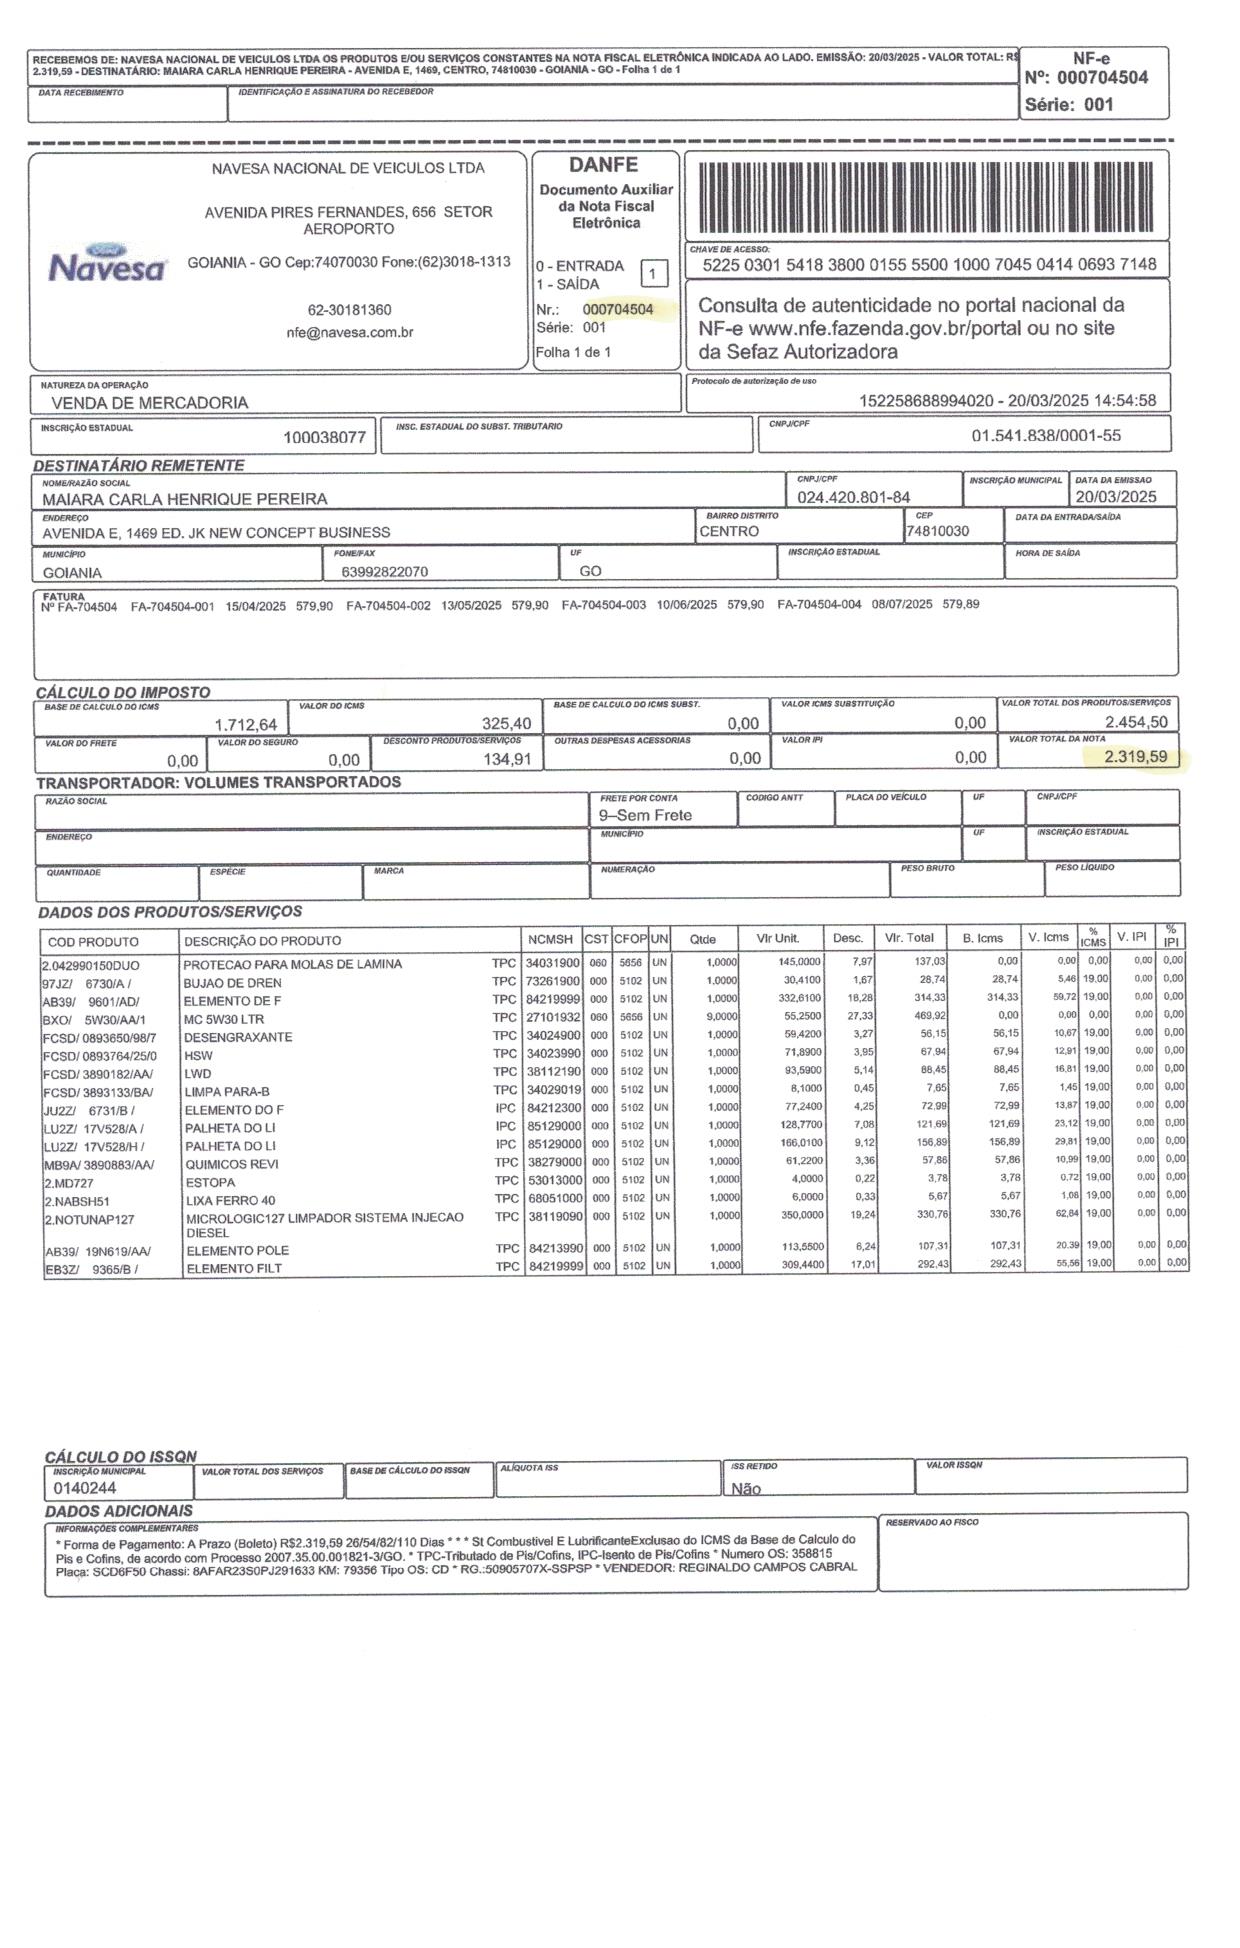 RECEBEMOS DE: NAVESA NACIONAL DE VEICULOS LTDA OS PRODUTOS E/OU SERVIÇOS CONSTANTES NA NOTA FISCAL ELETRÔNICA INDICADA AO LADO. EMISSÃO: 20/03/2025 - VALOR TOTAL: R$
2.319,59 - DESTINATÁRIO: MAIARA CARLA HENRIQUE PEREIRA - AVENIDA E, 1469, CENTRO, 74810030 - GOIANIA - GO - Folha 1 de 1
NF-e
Nº: 000704504
Série: 001
DATA RECEBIMENTO IDENTIFICAÇÃO E ASSINATURA DO RECEBEDOR
NAVESA NACIONAL DE VEICULOS LTDA
AVENIDA PIRES FERNANDES, 656 SETOR
AEROPORTO
Ford
Navesa
GOIANIA - GO Cep:74070030 Fone:(62)3018-1313
62-30181360
nfe@navesa.com.br
DANFE
Documento Auxiliar
da Nota Fiscal
Eletrônica
0 - ENTRADA
1 - SAÍDA
1
Nr.: 000704504
Série: 001
Folha 1 de 1
CHAVE DE ACESSO:
5225 0301 5418 3800 0155 5500 1000 7045 0414 0693 7148
Consulta de autenticidade no portal nacional da
NF-e www.nfe.fazenda.gov.br/portal ou no site
da Sefaz Autorizadora
NATUREZA DA OPERAÇÃO
VENDA DE MERCADORIA
Protocolo de autorização de uso
152258688994020 - 20/03/2025 14:54:58
INSCRIÇÃO ESTADUAL
100038077
INSC. ESTADUAL DO SUBST. TRIBUTARIO
CNPJ/CPF
01.541.838/0001-55
DESTINATÁRIO REMETENTE
NOME/RAZÃO SOCIAL
MAIARA CARLA HENRIQUE PEREIRA
CNPJ/CPF
024.420.801-84
INSCRIÇÃO MUNICIPAL
DATA DA EMISSAO
20/03/2025
ENDEREÇO
AVENIDA E, 1469 ED. JK NEW CONCEPT BUSINESS
BAIRRO DISTRITO
CENTRO
CEP
74810030
DATA DA ENTRADA/SAÍDA
MUNICÍPIO
GOIANIA
FONE/FAX
63992822070
UF
GO
INSCRIÇÃO ESTADUAL
HORA DE SAÍDA
FATURA
Nº FA-704504 FA-704504-001 15/04/2025 579,90 FA-704504-002 13/05/2025 579,90 FA-704504-003 10/06/2025 579,90 FA-704504-004 08/07/2025 579,89
CÁLCULO DO IMPOSTO
BASE DE CALCULO DO ICMS
1.712,64
VALOR DO ICMS
325,40
BASE DE CALCULO DO ICMS SUBST.
0,00
VALOR ICMS SUBSTITUIÇÃO
0,00
VALOR TOTAL DOS PRODUTOS/SERVIÇOS
2.454,50
VALOR DO FRETE
0,00
VALOR DO SEGURO
0,00
DESCONTO PRODUTOS/SERVIÇOS
134,91
OUTRAS DESPESAS ACESSORIAS
0,00
VALOR IPI
0,00
VALOR TOTAL DA NOTA
2.319,59
TRANSPORTADOR: VOLUMES TRANSPORTADOS
RAZÃO SOCIAL
FRETE POR CONTA
9–Sem Frete
CODIGO ANTT
PLACA DO VEÍCULO
UF
CNPJ/CPF
ENDEREÇO
MUNICÍPIO
UF
INSCRIÇÃO ESTADUAL
QUANTIDADE
ESPÉCIE
MARCA
NUMERAÇÃO
PESO BRUTO
PESO LÍQUIDO
DADOS DOS PRODUTOS/SERVIÇOS
COD PRODUTO DESCRIÇÃO DO PRODUTO NCMSH CST CFOP UN Qtde Vlr Unit. Desc. Vlr. Total B. Icms V. Icms % ICMS V. IPI % IPI
2.042990150DUO PROTECAO PARA MOLAS DE LAMINA TPC 34031900 060 5656 UN 1,0000 145,0000 7,97 137,03 0,00 0,00 0,00 0,00 0,00
97JZ/ 6730/A / BUJAO DE DREN TPC 73261900 000 5102 UN 1,0000 30,4100 1,67 28,74 28,74 5,46 19,00 0,00 0,00
AB39/ 9601/AD/ ELEMENTO DE F TPC 84219999 000 5102 UN 1,0000 332,6100 18,28 314,33 314,33 59,72 19,00 0,00 0,00
BXO/ 5W30/AA/1 MC 5W30 LTR TPC 27101932 060 5656 UN 9,0000 55,2500 27,33 469,92 0,00 0,00 0,00 0,00 0,00
FCSD/ 0893650/98/7 DESENGRAXANTE TPC 34024900 000 5102 UN 1,0000 59,4200 3,27 56,15 56,15 10,67 19,00 0,00 0,00
FCSD/ 0893764/25/0 HSW TPC 34023990 000 5102 UN 1,0000 71,8900 3,95 67,94 67,94 12,91 19,00 0,00 0,00
FCSD/ 3890182/AA/ LWD TPC 38112190 000 5102 UN 1,0000 93,5900 5,14 88,45 88,45 16,81 19,00 0,00 0,00
FCSD/ 3893133/BA/ LIMPA PARA-B TPC 34029019 000 5102 UN 1,0000 8,1000 0,45 7,65 7,65 1,45 19,00 0,00 0,00
JU2Z/ 6731/B / ELEMENTO DO F IPC 84212300 000 5102 UN 1,0000 77,2400 4,25 72,99 72,99 13,87 19,00 0,00 0,00
LU2Z/ 17V528/A / PALHETA DO LI IPC 85129000 000 5102 UN 1,0000 128,7700 7,08 121,69 121,69 23,12 19,00 0,00 0,00
LU2Z/ 17V528/H / PALHETA DO LI IPC 85129000 000 5102 UN 1,0000 166,0100 9,12 156,89 156,89 29,81 19,00 0,00 0,00
MB9A/ 3890883/AA/ QUIMICOS REVI TPC 38279000 000 5102 UN 1,0000 61,2200 3,36 57,86 57,86 10,99 19,00 0,00 0,00
2.MD727 ESTOPA TPC 53013000 000 5102 UN 1,0000 4,0000 0,22 3,78 3,78 0,72 19,00 0,00 0,00
2.NABSH51 LIXA FERRO 40 TPC 68051000 000 5102 UN 1,0000 6,0000 0,33 5,67 5,67 1,08 19,00 0,00 0,00
2.NOTUNAP127 MICROLOGIC127 LIMPADOR SISTEMA INJECAO TPC 38119090 000 5102 UN 1,0000 350,0000 19,24 330,76 330,76 62,84 19,00 0,00 0,00
DIESEL
AB39/ 19N619/AA/ ELEMENTO POLE TPC 84213990 000 5102 UN 1,0000 113,5500 6,24 107,31 107,31 20.39 19,00 0,00 0,00
EB3Z/ 9365/B / ELEMENTO FILT TPC 84219999 000 5102 UN 1,0000 309,4400 17,01 292,43 292,43 55,56 19,00 0,00 0,00
CÁLCULO DO ISSQN
INSCRIÇÃO MUNICIPAL
0140244
VALOR TOTAL DOS SERVIÇOS
BASE DE CÁLCULO DO ISSQN
ALÍQUOTA ISS
ISS RETIDO
Não
VALOR ISSQN
DADOS ADICIONAIS
INFORMAÇÕES COMPLEMENTARES
* Forma de Pagamento: A Prazo (Boleto) R$2.319,59 26/54/82/110 Dias * * * St Combustivel E LubrificanteExclusao do ICMS da Base de Calculo do
Pis e Cofins, de acordo com Processo 2007.35.00.001821-3/GO. * TPC-Tributado de Pis/Cofins, IPC-Isento de Pis/Cofins * Numero OS: 358815
Placa: SCD6F50 Chassi: 8AFAR23S0PJ291633 KM: 79356 Tipo OS: CD * RG.:50905707X-SSPSP * VENDEDOR: REGINALDO CAMPOS CABRAL
RESERVADO AO FISCO